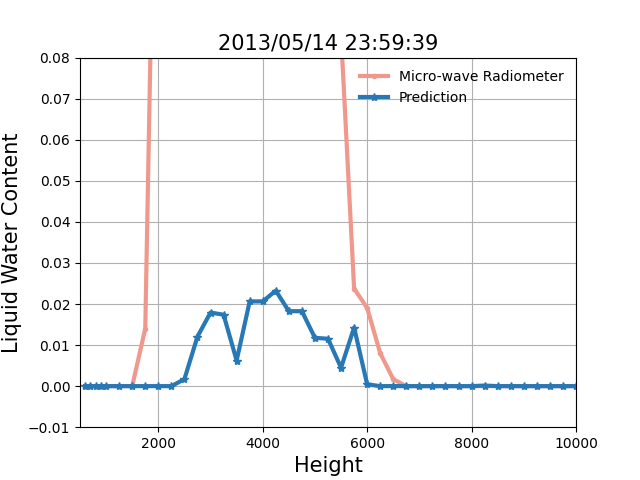 2013/05/14 23:59:39
Micro-wave Radiometer
Prediction
Liquid Water Content
0.08
0.07
0.06
0.05
0.04
0.03
0.02
0.01
0.00
−0.01
2000 4000 6000 8000 10000
Height